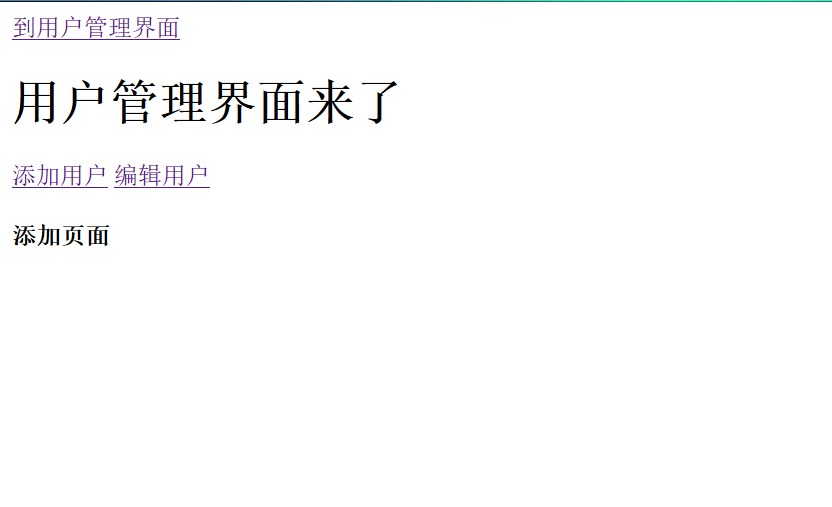 到用户管理界面
用户管理界面来了
添加用户 编辑用户
添加页面